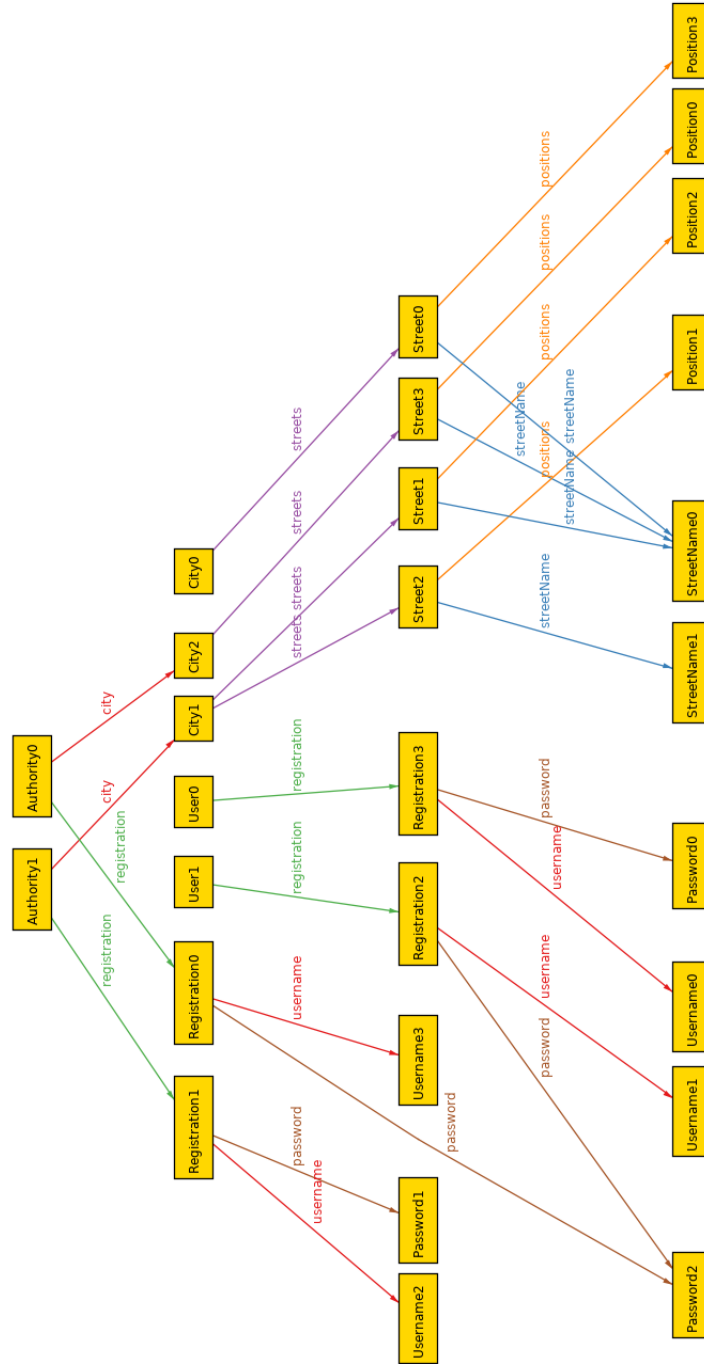 Authority1
Authority0
registration
registration
city
city
Registration1
Registration0
User1
User0
City1
City2
City0
username
password
username
registration
registration
streets
streets
streets
streets
Username2
Password1
Username3
Registration2
Registration3
Street2
Street1
Street3
Street0
password
password
username
username
password
streetName
streetName
positions
streetName
streetName
positions
positions
positions
Password2
Username1
Username0
Password0
StreetName1
StreetName0
Position1
Position2
Position0
Position3